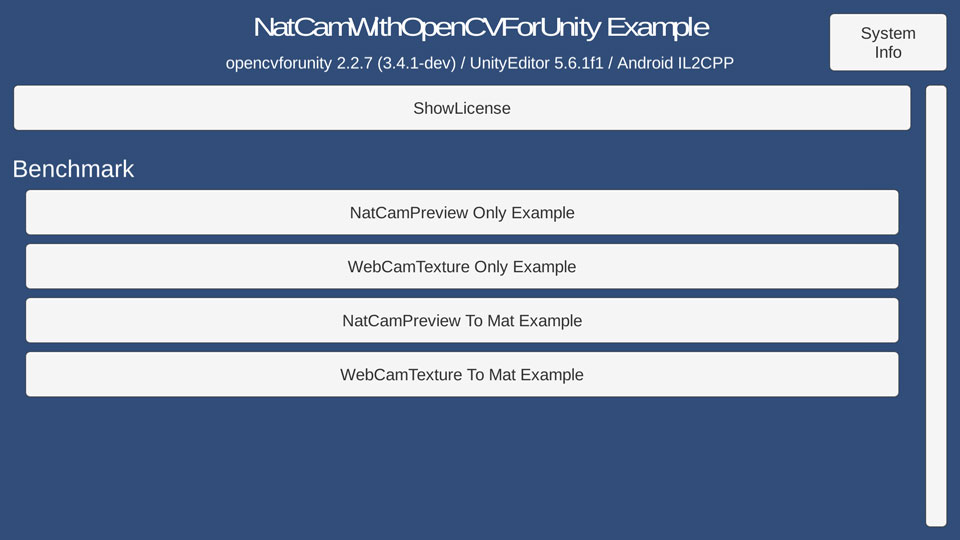 NatCamWithOpenCVForUnity Example
opencvforunity 2.2.7 (3.4.1-dev) / UnityEditor 5.6.1f1 / Android IL2CPP
System
Info
ShowLicense
Benchmark
NatCamPreview Only Example
WebCamTexture Only Example
NatCamPreview To Mat Example
WebCamTexture To Mat Example